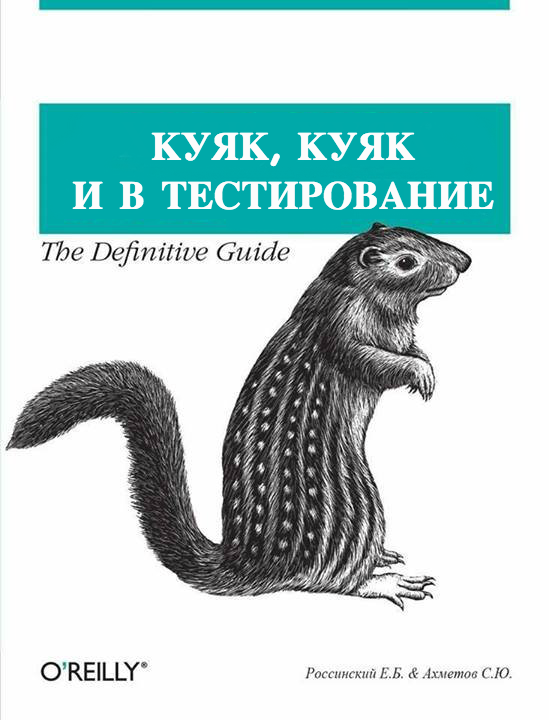 КУЯК, КУЯК
И В ТЕСТИРОВАНИЕ
The Definitive Guide
O'REILLY®
Россинский Е.Б. & Ахметов С.Ю.